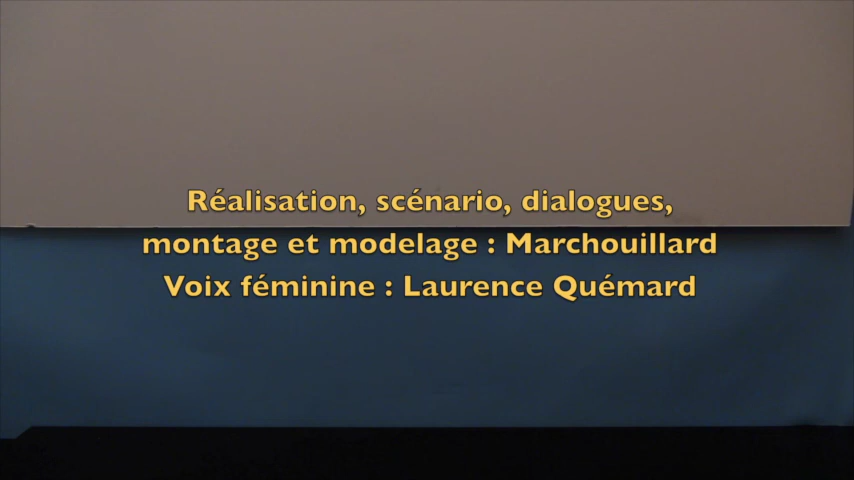 Réalisation, scénario, dialogues,
montage et modelage : Marchouillard
Voix féminine : Laurence Quémard